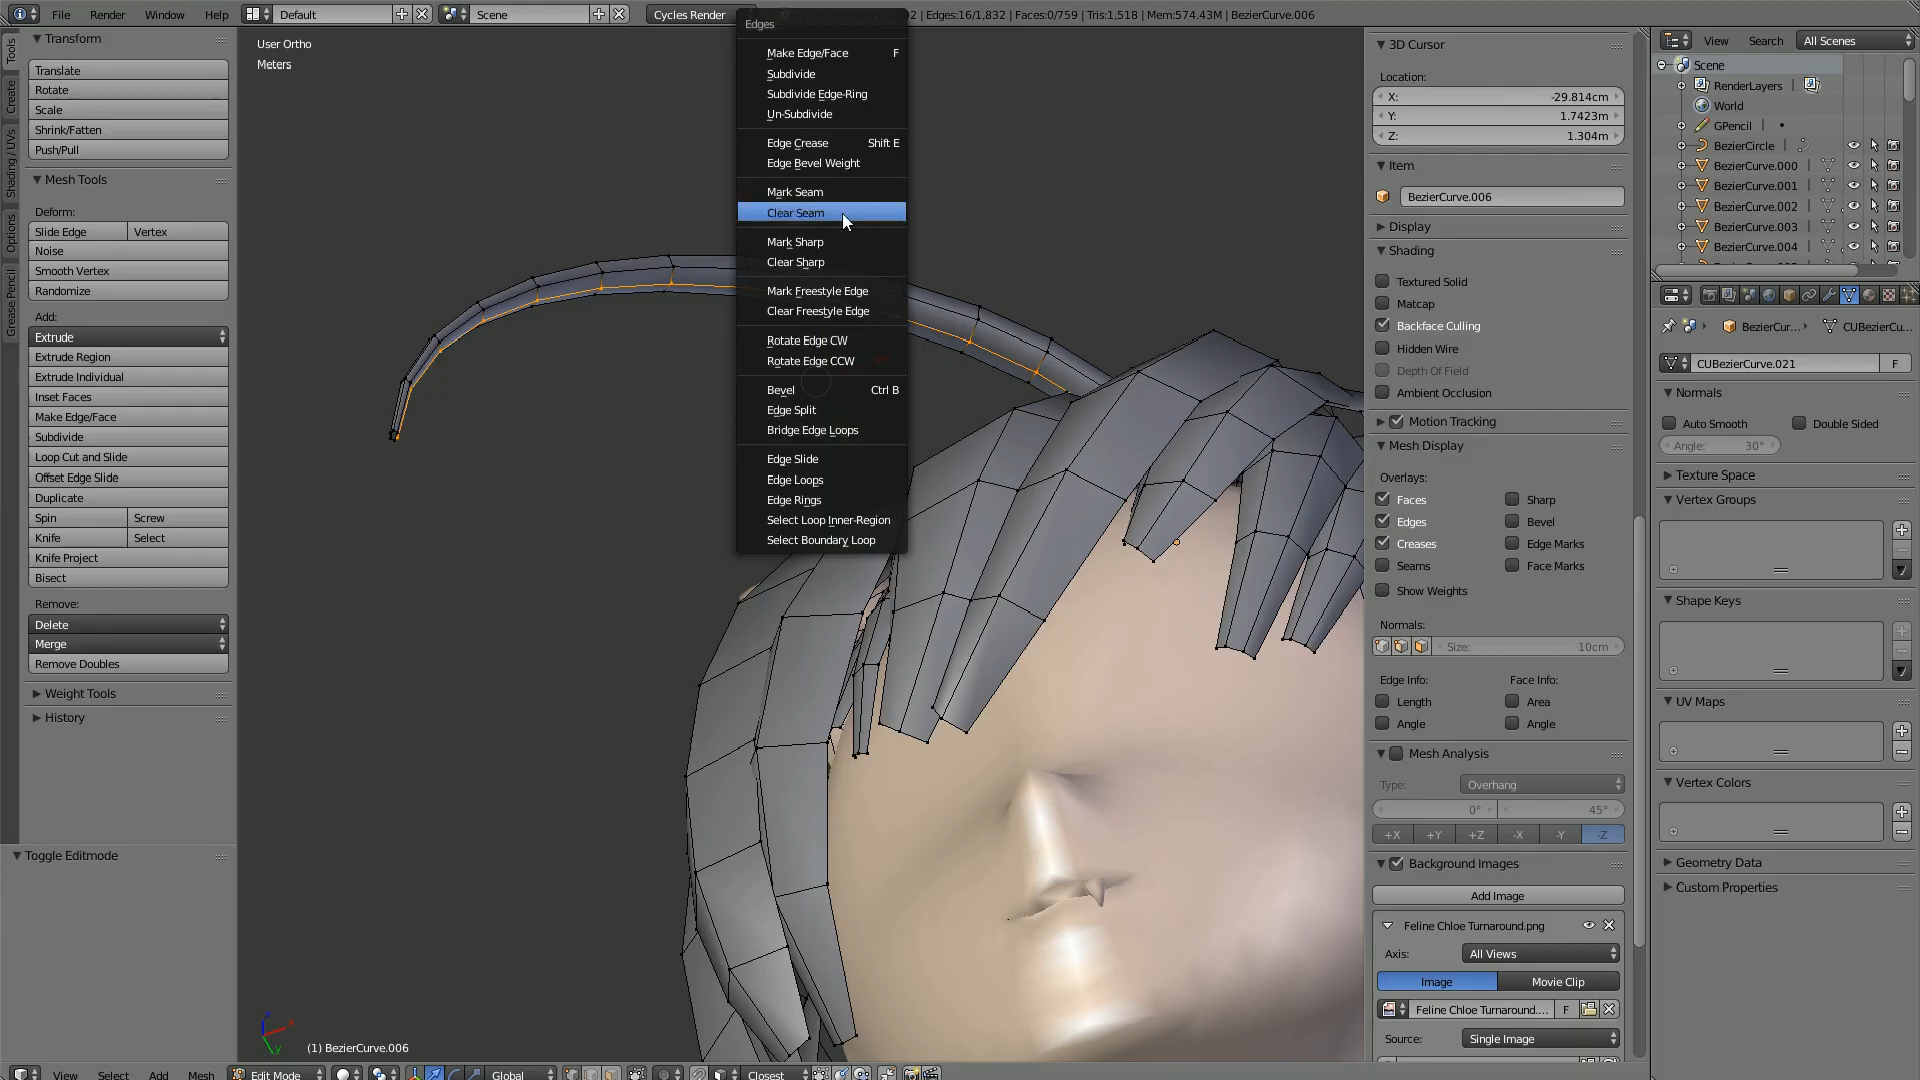 File
Render
Window
Help
Default
Scene
Cycles Render
02 | Edges:16/1,832 | Faces:0/759 | Tris:1,518 | Mem:574.43M | BezierCurve.006
Tools
Create
Shading / UVs
Options
Grease Pencil
Transform
Translate
Rotate
Scale
Shrink/Fatten
Push/Pull
Mesh Tools
Deform:
Slide Edge
Vertex
Noise
Smooth Vertex
Randomize
Add:
Extrude
Extrude Region
Extrude Individual
Inset Faces
Make Edge/Face
Subdivide
Loop Cut and Slide
Offset Edge Slide
Duplicate
Spin
Screw
Knife
Select
Knife Project
Bisect
Remove:
Delete
Merge
Remove Doubles
Weight Tools
History
Toggle Editmode
User Ortho
Meters
Edges
Make Edge/Face F
Subdivide
Subdivide Edge-Ring
Un-Subdivide
Edge Crease Shift E
Edge Bevel Weight
Mark Seam
Clear Seam
Mark Sharp
Clear Sharp
Mark Freestyle Edge
Clear Freestyle Edge
Rotate Edge CW
Rotate Edge CCW
Bevel Ctrl B
Edge Split
Bridge Edge Loops
Edge Slide
Edge Loops
Edge Rings
Select Loop Inner-Region
Select Boundary Loop
(1) BezierCurve.006
View
Select
Add
Mesh
Edit Mode
Global
Closest
3D Cursor
Location:
X: -29.814cm
Y: 1.7423m
Z: 1.304m
Item
BezierCurve.006
Display
Shading
Textured Solid
Matcap
Backface Culling
Hidden Wire
Depth Of Field
Ambient Occlusion
Motion Tracking
Mesh Display
Overlays:
Faces
Sharp
Edges
Bevel
Creases
Edge Marks
Seams
Face Marks
Show Weights
Normals:
Size: 10cm
Edge Info:
Face Info:
Length
Area
Angle
Angle
Mesh Analysis
Type:
Overhang
0°
45°
+X
+Y
+Z
-X
-Y
-Z
Background Images
Add Image
Feline Chloe Turnaround.png
Axis:
All Views
Image
Movie Clip
Feline Chloe Turnaround....
F
Source:
Single Image
View
Search
All Scenes
Scene
RenderLayers
World
GPencil
BezierCircle
BezierCurve.000
BezierCurve.001
BezierCurve.002
BezierCurve.003
BezierCurve.004
BezierCur...
CUBezierCu...
CUBezierCurve.021
F
Normals
Auto Smooth
Double Sided
Angle: 30°
Texture Space
Vertex Groups
Shape Keys
UV Maps
Vertex Colors
Geometry Data
Custom Properties
Z
X
Y